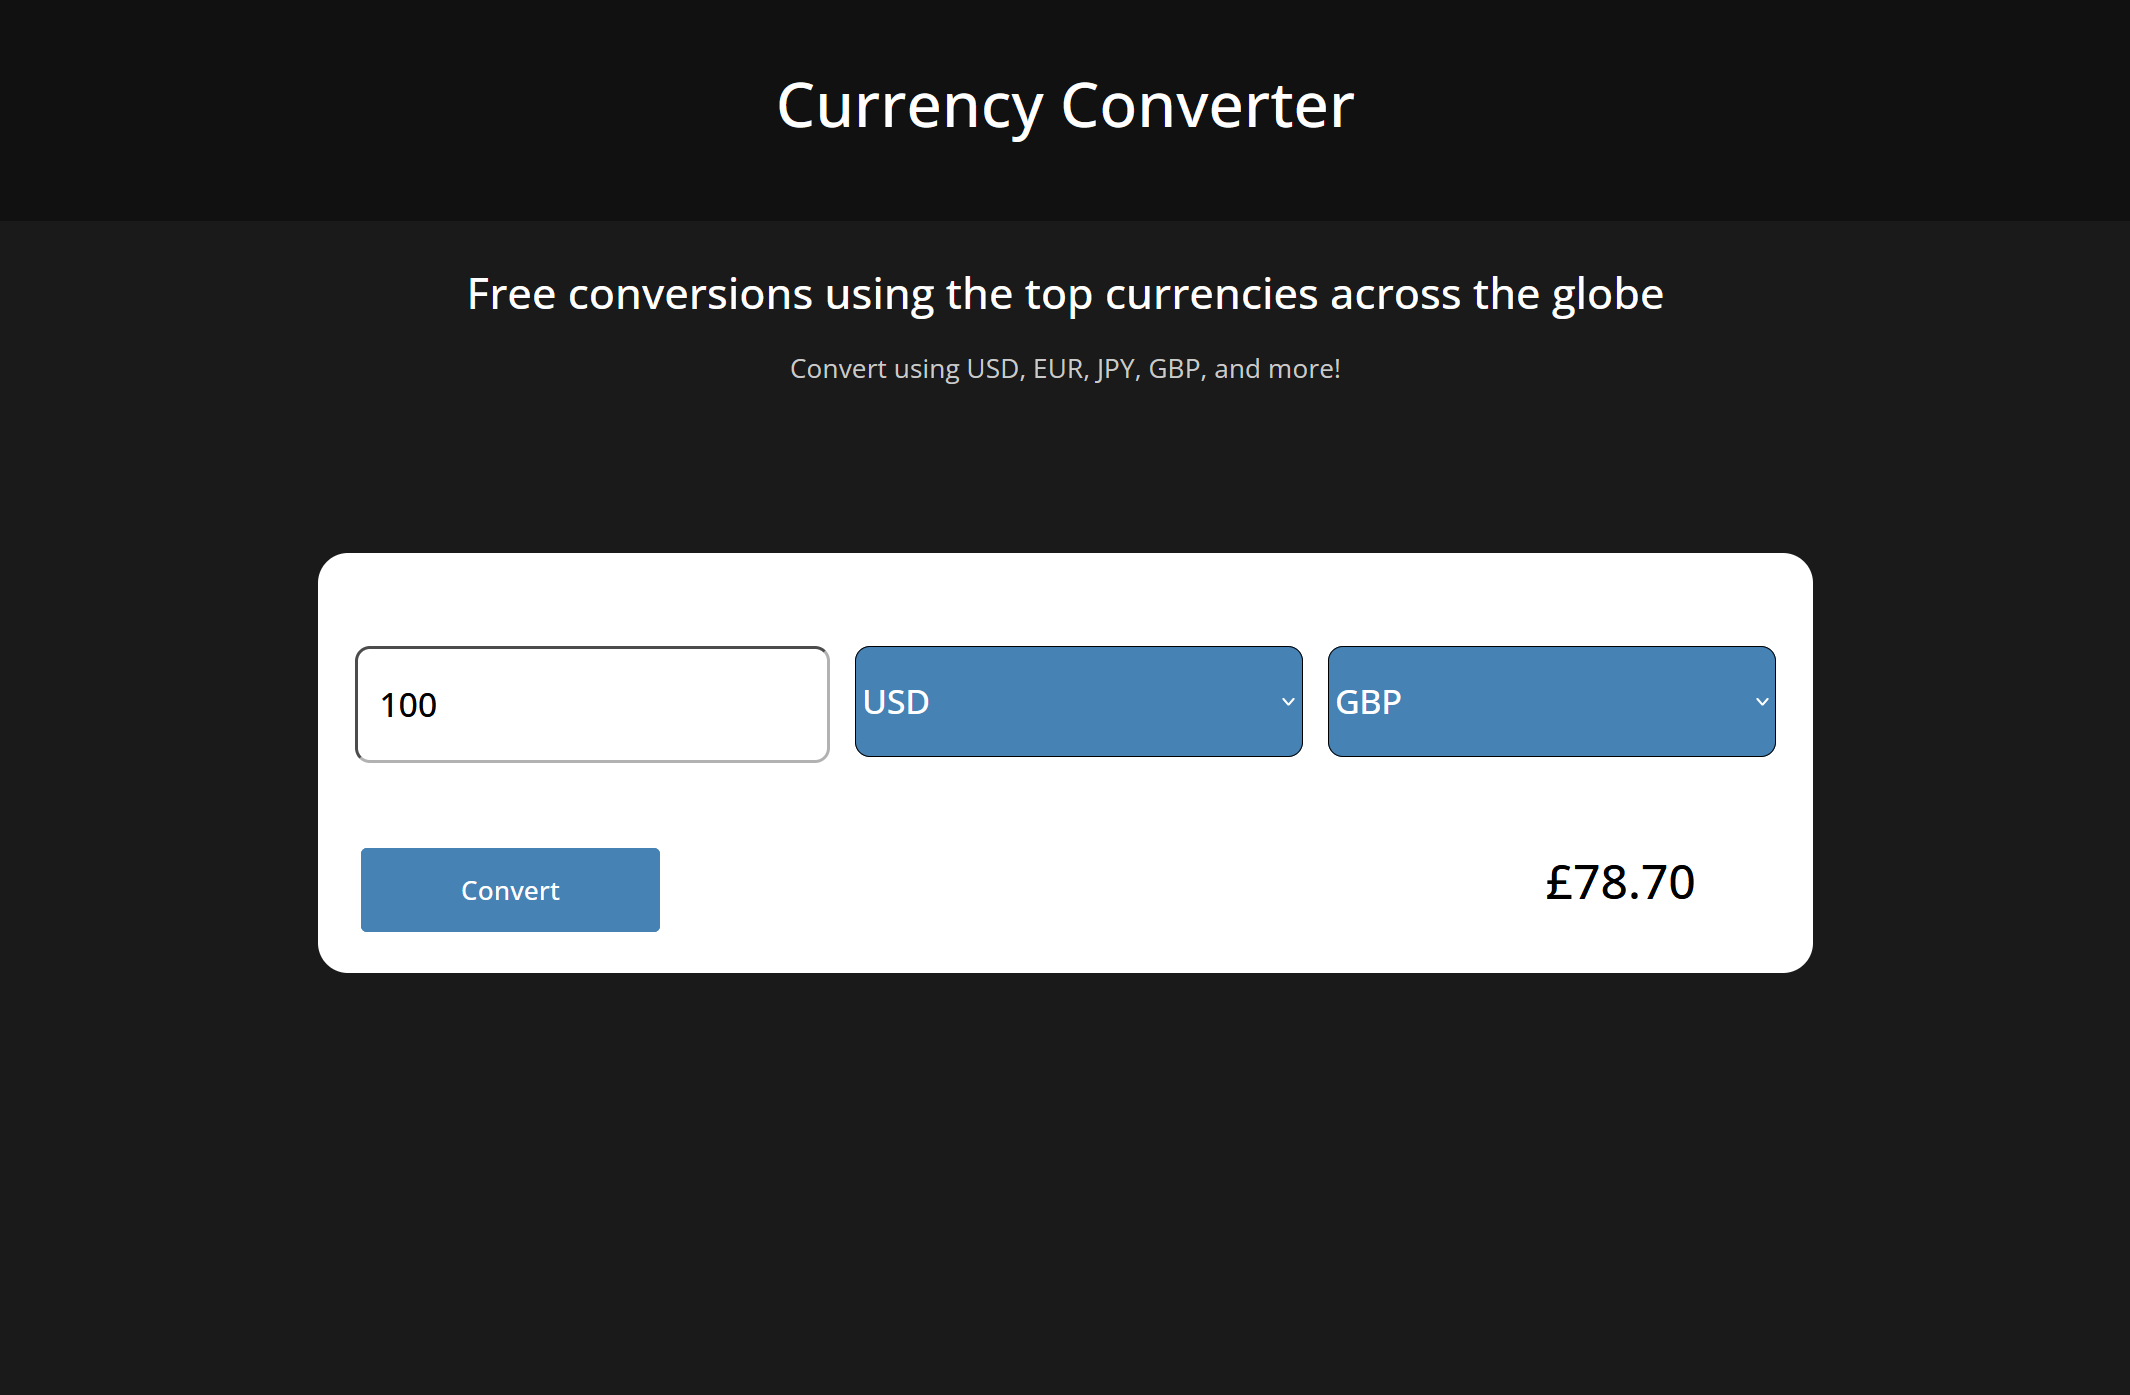 Currency Converter
Free conversions using the top currencies across the globe
Convert using USD, EUR, JPY, GBP, and more!
100
USD
GBP
Convert
£78.70